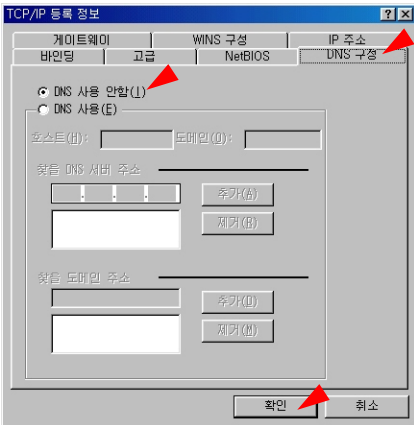 TCP/IP 등록 정보
게이트웨이 WINS 구성 IP 주소
바인딩 고급 NetBIOS DNS 구성
DNS 사용 안함(I)
DNS 사용(E)
호스트(H): 도메인(O):
찾을 DNS 서버 주소
추가(A)
제거(R)
찾을 도메인 주소
추가(D)
제거(M)
확인 취소